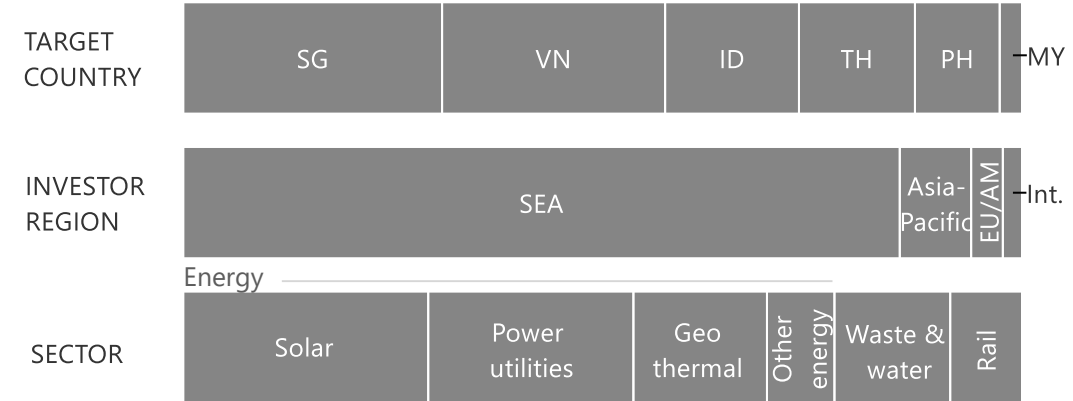 TARGET
COUNTRY
SG
VN
ID
TH
PH
MY
INVESTOR
REGION
SEA
Asia-
Pacific
EU/AM
Int.
Energy
SECTOR
Solar
Power
utilities
Geo
thermal
Other
energy
Waste &
water
Rail